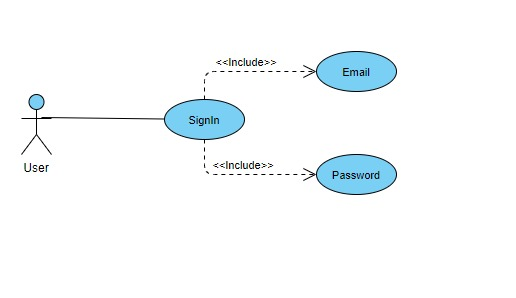 <<Include>>
Email
SignIn
User
<<Include>>
Password